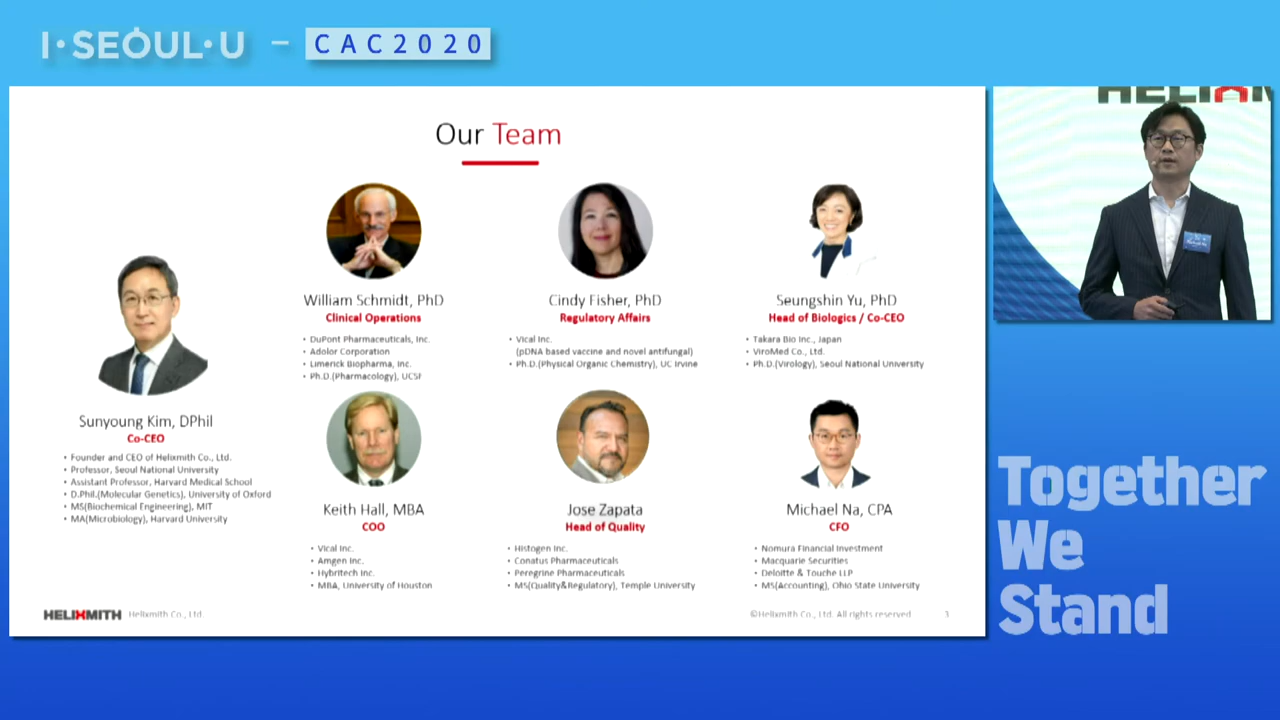 I·SEOUL·U – CAC2020
HELIXM
Our Team
Sunyoung Kim, DPhil
Co-CEO
• Founder and CEO of Helixmith Co., Ltd.
• Professor, Seoul National University
• Assistant Professor, Harvard Medical School
• D.Phil.(Molecular Genetics), University of Oxford
• MS(Biochemical Engineering), MIT
• MA(Microbiology), Harvard University
William Schmidt, PhD
Clinical Operations
• DuPont Pharmaceuticals, Inc.
• Adolor Corporation
• Limerick Biopharma, Inc.
• Ph.D.(Pharmacology), UCSF
Cindy Fisher, PhD
Regulatory Affairs
• Vical Inc.
(pDNA based vaccine and novel antifungal)
• Ph.D.(Physical Organic Chemistry), UC Irvine
Seungshin Yu, PhD
Head of Biologics / Co-CEO
• Takara Bio Inc., Japan
• ViroMed Co., Ltd.
• Ph.D.(Virology), Seoul National University
Keith Hall, MBA
COO
• Vical Inc.
• Amgen Inc.
• Hybritech Inc.
• MBA, University of Houston
Jose Zapata
Head of Quality
• Histogen Inc.
• Conatus Pharmaceuticals
• Peregrine Pharmaceuticals
• MS(Quality&Regulatory), Temple University
Michael Na, CPA
CFO
• Nomura Financial Investment
• Macquarie Securities
• Deloitte & Touche LLP
• MS(Accounting), Ohio State University
HELIXMITH Helixmith Co., Ltd.
©Helixmith Co., Ltd. All rights reserved 3
Together
We
Stand